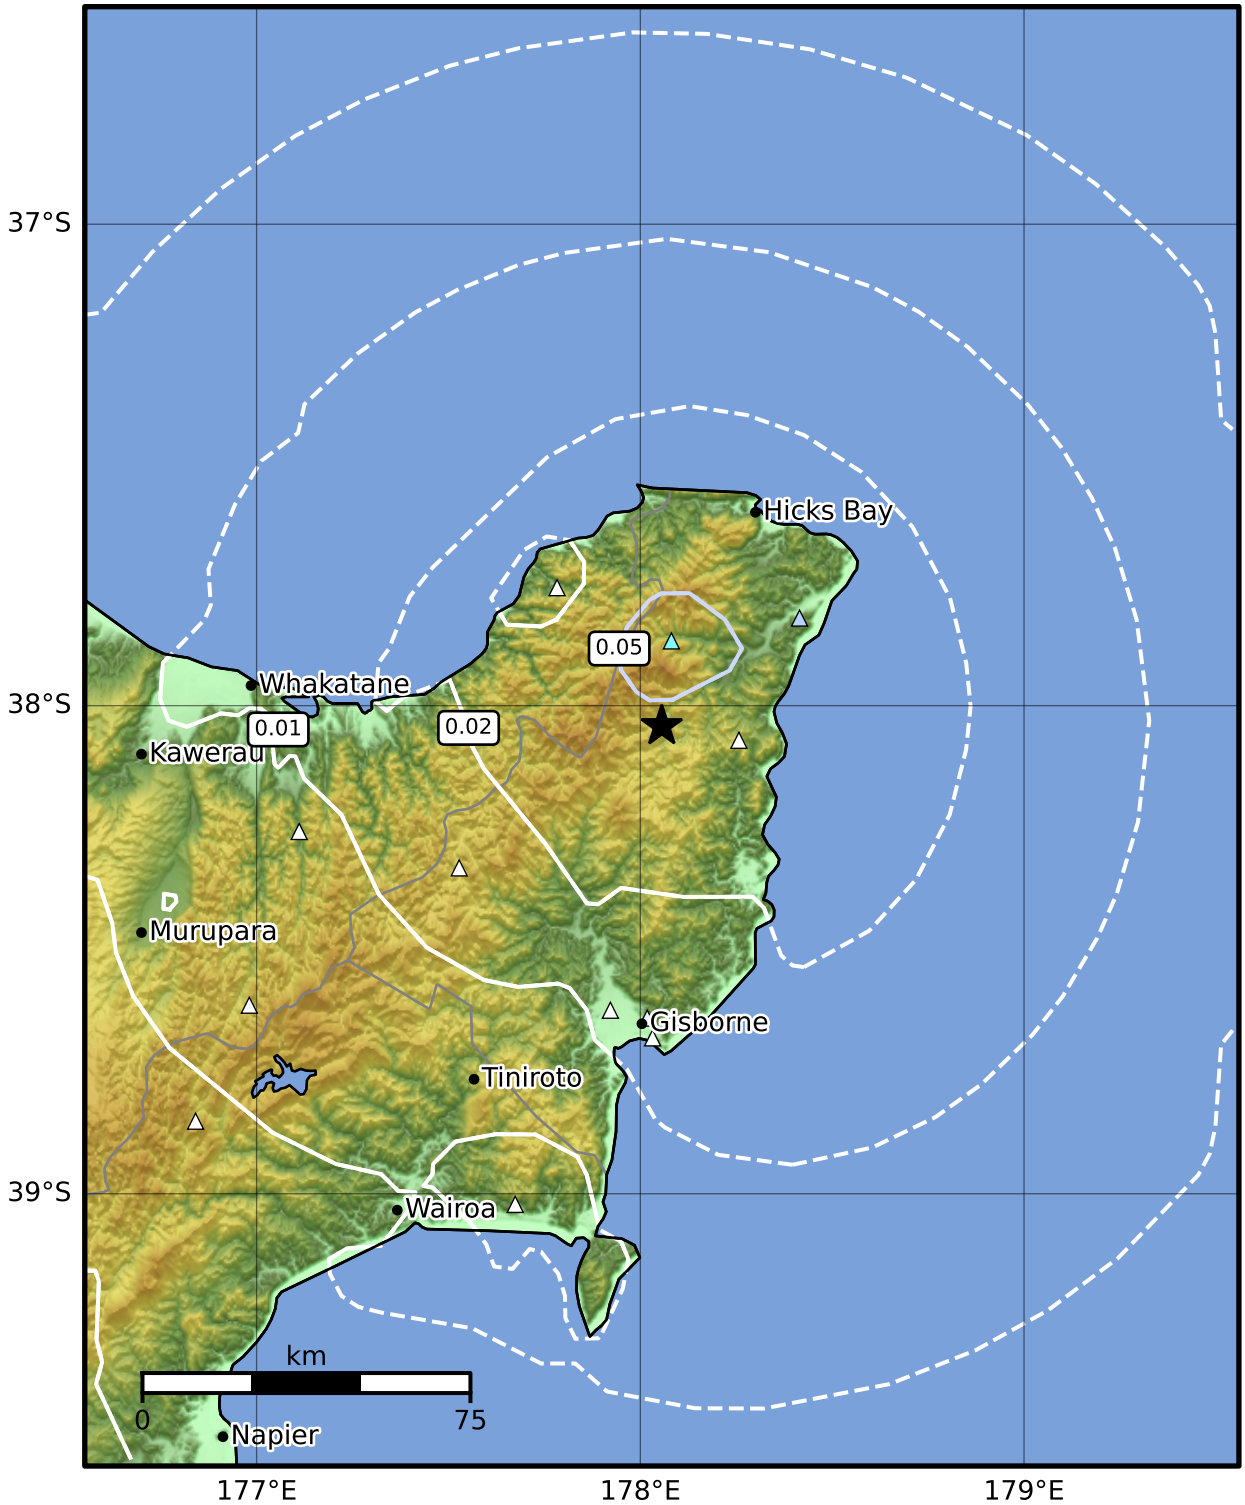 37°S
Hicks Bay
0.05
Whakatane
38°S
0.01
0.02
Kawerau
Murupara
Gisborne
Tiniroto
39°S
Wairoa
km
0
75
Napier
177°E
178°E
179°E